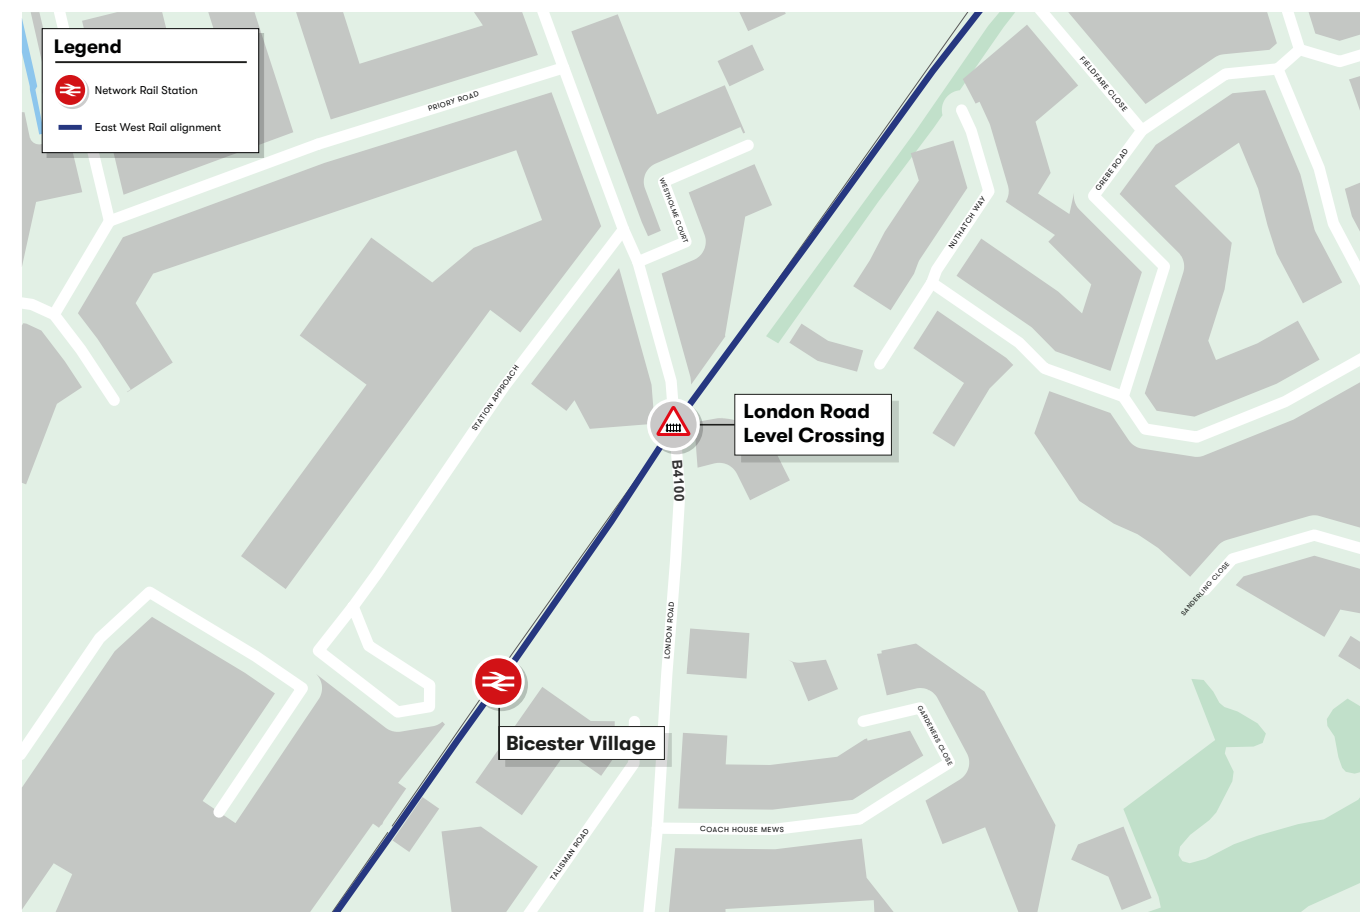 Legend
Network Rail Station
East West Rail alignment
PRIORY ROAD
FIELDFARE CLOSE
GREBE ROAD
WESTHOLME COURT
NUTHATCH WAY
STATION APPROACH
London Road
Level Crossing
B4100
SANDERLING CLOSE
LONDON ROAD
Bicester Village
GARDENERS CLOSE
COACH HOUSE MEWS
TALISMAN ROAD